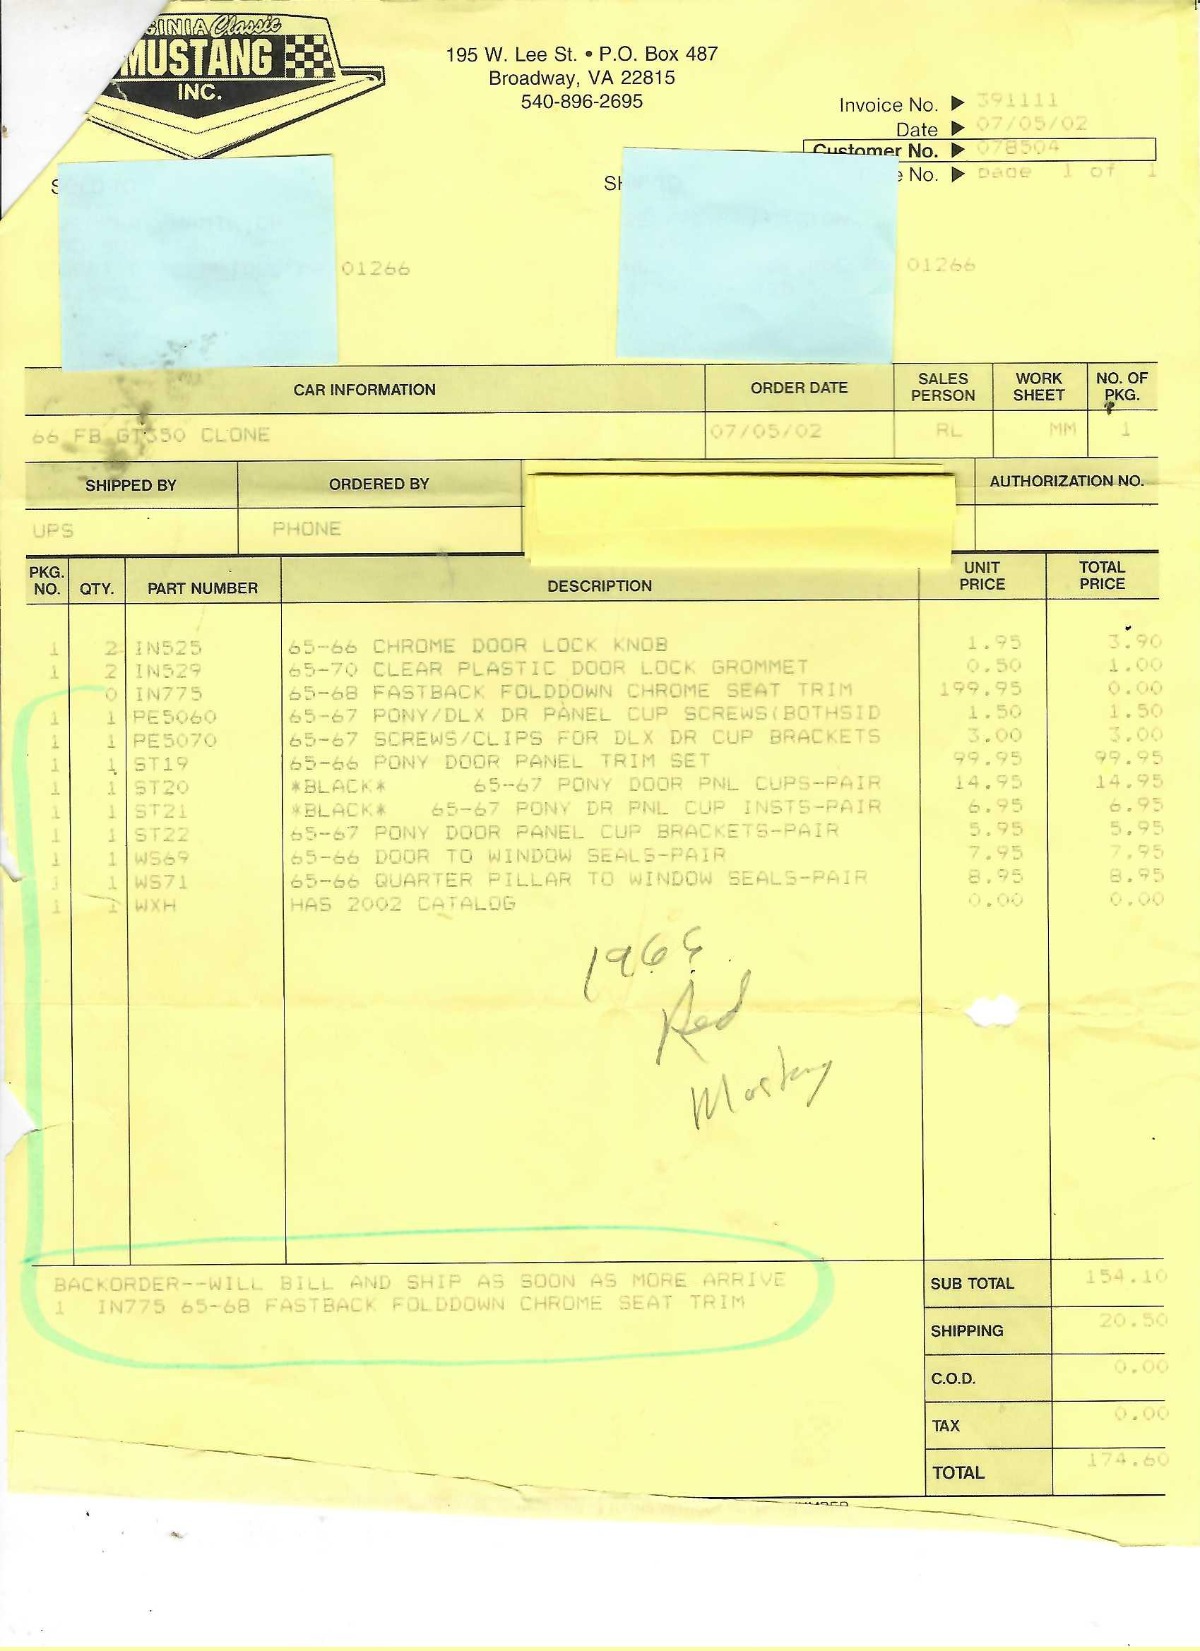 GINIA Classic
MUSTANG
INC.
195 W. Lee St. • P.O. Box 487
Broadway, VA 22815
540-896-2695
Invoice No. ▶ 391111
Date ▶ 07/05/02
Customer No. ▶ 078504
e No. ▶ page 1 of 1
S
SH
01266
01266
CAR INFORMATION ORDER DATE SALES PERSON WORK SHEET NO. OF PKG.
66 FB GT350 CLONE 07/05/02 RL MM 1
SHIPPED BY ORDERED BY AUTHORIZATION NO.
UPS PHONE
PKG. NO. QTY. PART NUMBER DESCRIPTION UNIT PRICE TOTAL PRICE
1 2 IN525 65-66 CHROME DOOR LOCK KNOB 1.95 3.90
1 2 IN529 65-70 CLEAR PLASTIC DOOR LOCK GROMMET 0.50 1.00
0 IN775 65-68 FASTBACK FOLDDOWN CHROME SEAT TRIM 199.95 0.00
1 1 PE5060 65-67 PONY/DLX DR PANEL CUP SCREWS(BOTHSID 1.50 1.50
1 1 PE5070 65-67 SCREWS/CLIPS FOR DLX DR CUP BRACKETS 3.00 3.00
1 1 ST19 65-66 PONY DOOR PANEL TRIM SET 99.95 99.95
1 1 ST20 *BLACK* 65-67 PONY DOOR PNL CUPS-PAIR 14.95 14.95
1 1 ST21 *BLACK* 65-67 PONY DR PNL CUP INSTS-PAIR 6.95 6.95
1 1 ST22 65-67 PONY DOOR PANEL CUP BRACKETS-PAIR 5.95 5.95
1 1 WS69 65-66 DOOR TO WINDOW SEALS-PAIR 7.95 7.95
1 1 WS71 65-66 QUARTER PILLAR TO WINDOW SEALS-PAIR 8.95 8.95
1 1 WXH HAS 2002 CATALOG 0.00 0.00
1966
Red
Mustang
BACKORDER--WILL BILL AND SHIP AS SOON AS MORE ARRIVE
1 IN775 65-68 FASTBACK FOLDDOWN CHROME SEAT TRIM
SUB TOTAL 154.10
SHIPPING 20.50
C.O.D. 0.00
TAX 0.00
TOTAL 174.60